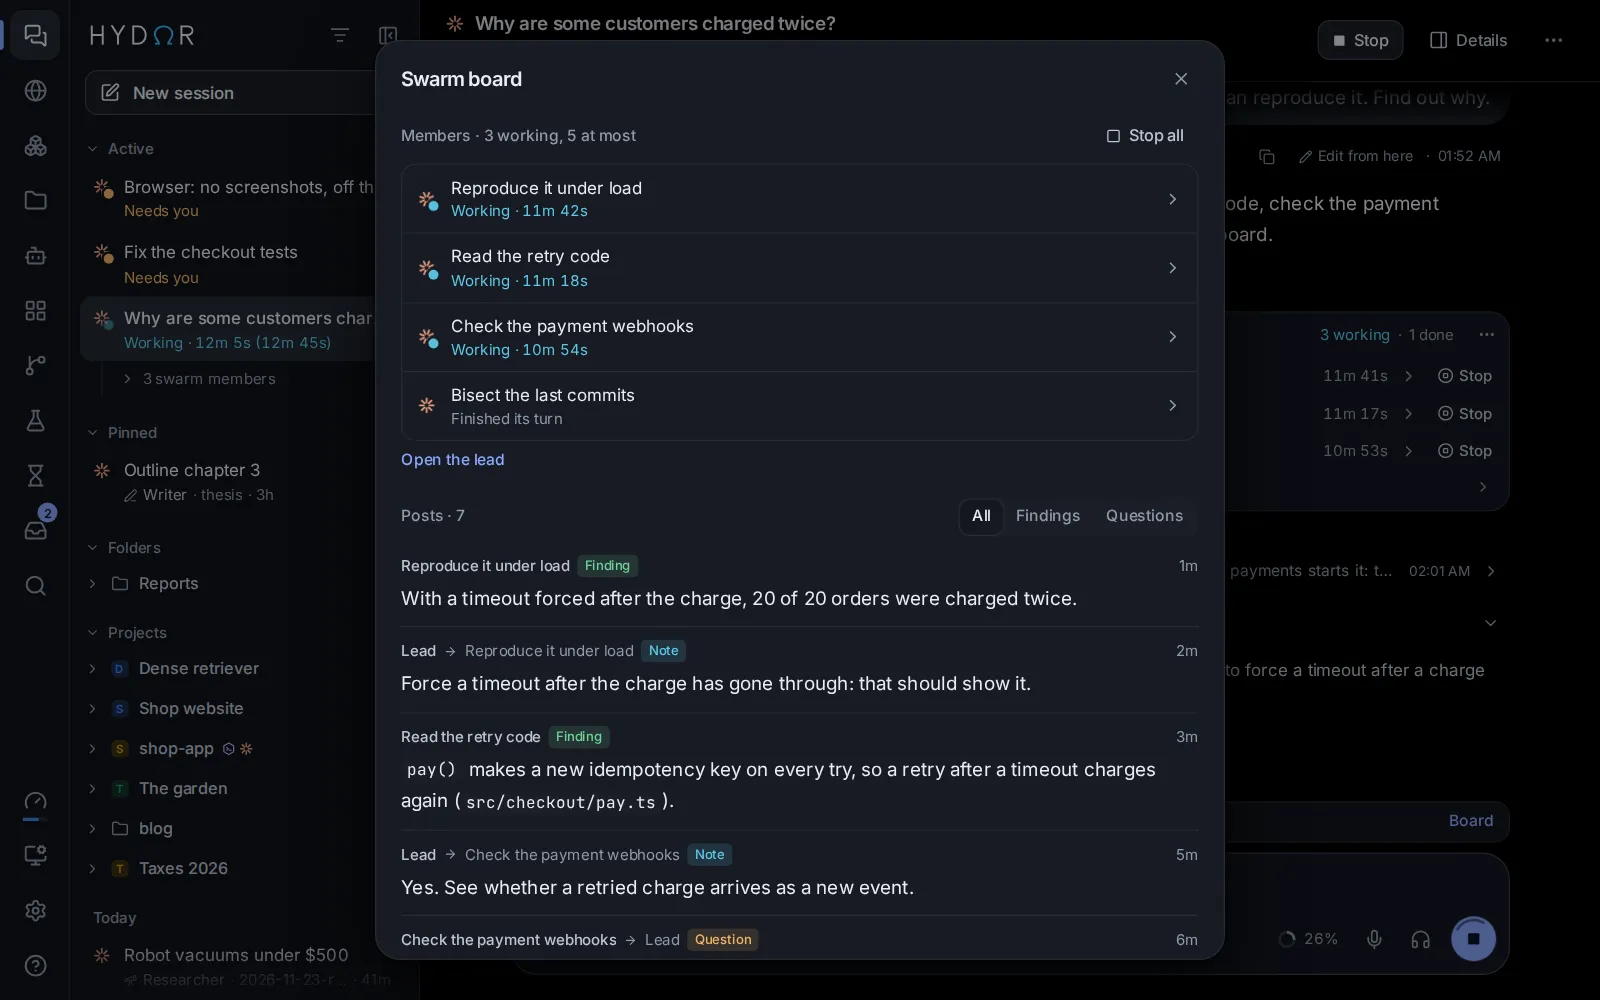 HYDΩR
New session
Active
Browser: no screenshots, off th
Needs you
Fix the checkout tests
Needs you
Why are some customers char
Working · 12m 5s (12m 45s)
3 swarm members
Pinned
Outline chapter 3
Writer · thesis · 3h
Folders
Reports
Projects
D Dense retriever
S Shop website
S shop-app
T The garden
blog
T Taxes 2026
Today
Robot vacuums under $500
Researcher · 2026-11-23-r... · 41m
2
Why are some customers charged twice?
Stop
Details
an reproduce it. Find out why.
Edit from here · 01:52 AM
ode, check the payment
oard.
3 working · 1 done
11m 41s
Stop
11m 17s
Stop
10m 53s
Stop
payments starts it: t...
02:01 AM
to force a timeout after a charge
Board
26%
Swarm board
Members · 3 working, 5 at most
Stop all
Reproduce it under load
Working · 11m 42s
Read the retry code
Working · 11m 18s
Check the payment webhooks
Working · 10m 54s
Bisect the last commits
Finished its turn
Open the lead
Posts · 7
All
Findings
Questions
Reproduce it under load Finding 1m
With a timeout forced after the charge, 20 of 20 orders were charged twice.
Lead → Reproduce it under load Note 2m
Force a timeout after the charge has gone through: that should show it.
Read the retry code Finding 3m
pay() makes a new idempotency key on every try, so a retry after a timeout charges
again (src/checkout/pay.ts).
Lead → Check the payment webhooks Note 5m
Yes. See whether a retried charge arrives as a new event.
Check the payment webhooks → Lead Question 6m